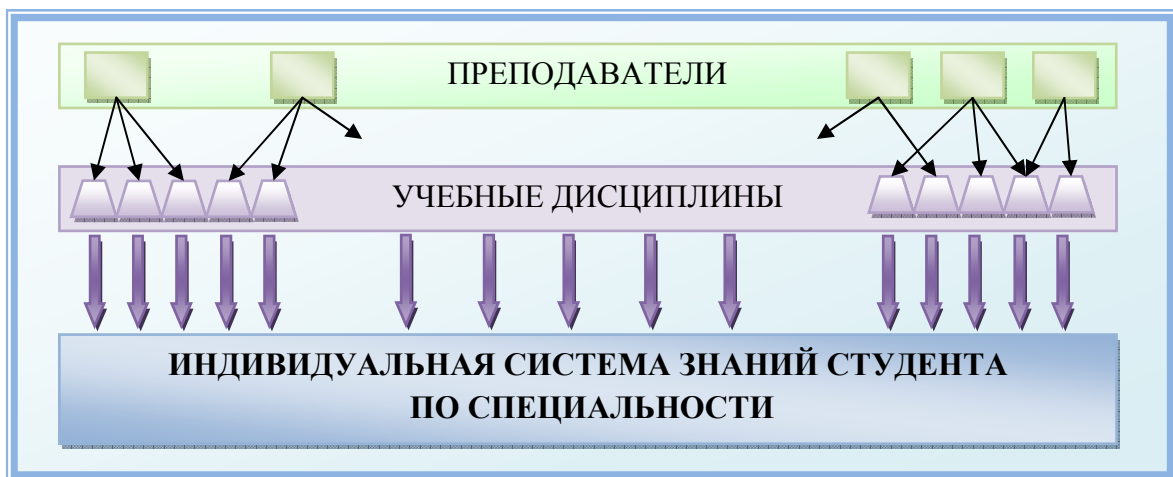 ПРЕПОДАВАТЕЛИ
УЧЕБНЫЕ ДИСЦИПЛИНЫ
ИНДИВИДУАЛЬНАЯ СИСТЕМА ЗНАНИЙ СТУДЕНТА
ПО СПЕЦИАЛЬНОСТИ